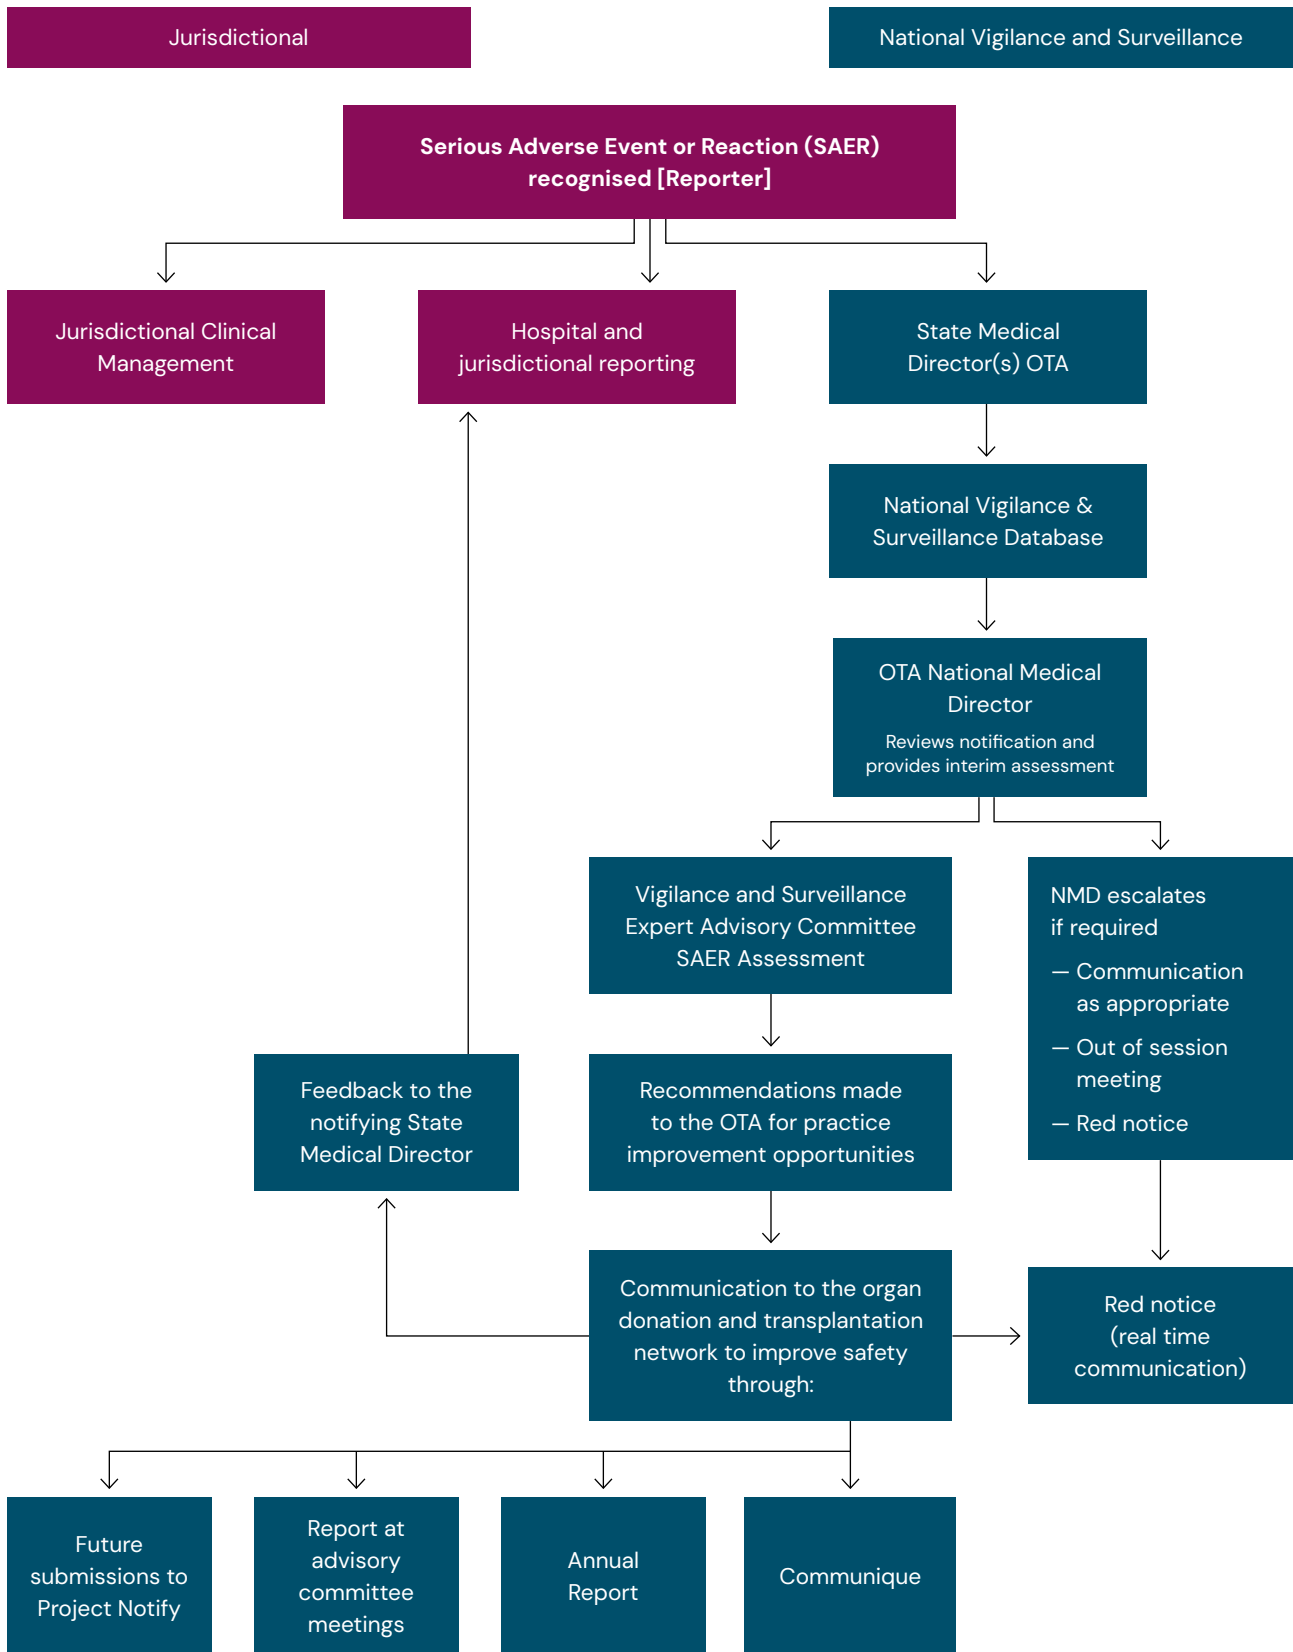 Jurisdictional
National Vigilance and Surveillance
Serious Adverse Event or Reaction (SAER)
recognised [Reporter]
Jurisdictional Clinical
Management
Hospital and
jurisdictional reporting
State Medical
Director(s) OTA
National Vigilance &
Surveillance Database
OTA National Medical
Director
Reviews notification and
provides interim assessment
Vigilance and Surveillance
Expert Advisory Committee
SAER Assessment
NMD escalates
if required
— Communication
as appropriate
— Out of session
meeting
— Red notice
Feedback to the
notifying State
Medical Director
Recommendations made
to the OTA for practice
improvement opportunities
Communication to the organ
donation and transplantation
network to improve safety
through:
Red notice
(real time
communication)
Future
submissions to
Project Notify
Report at
advisory
committee
meetings
Annual
Report
Communique